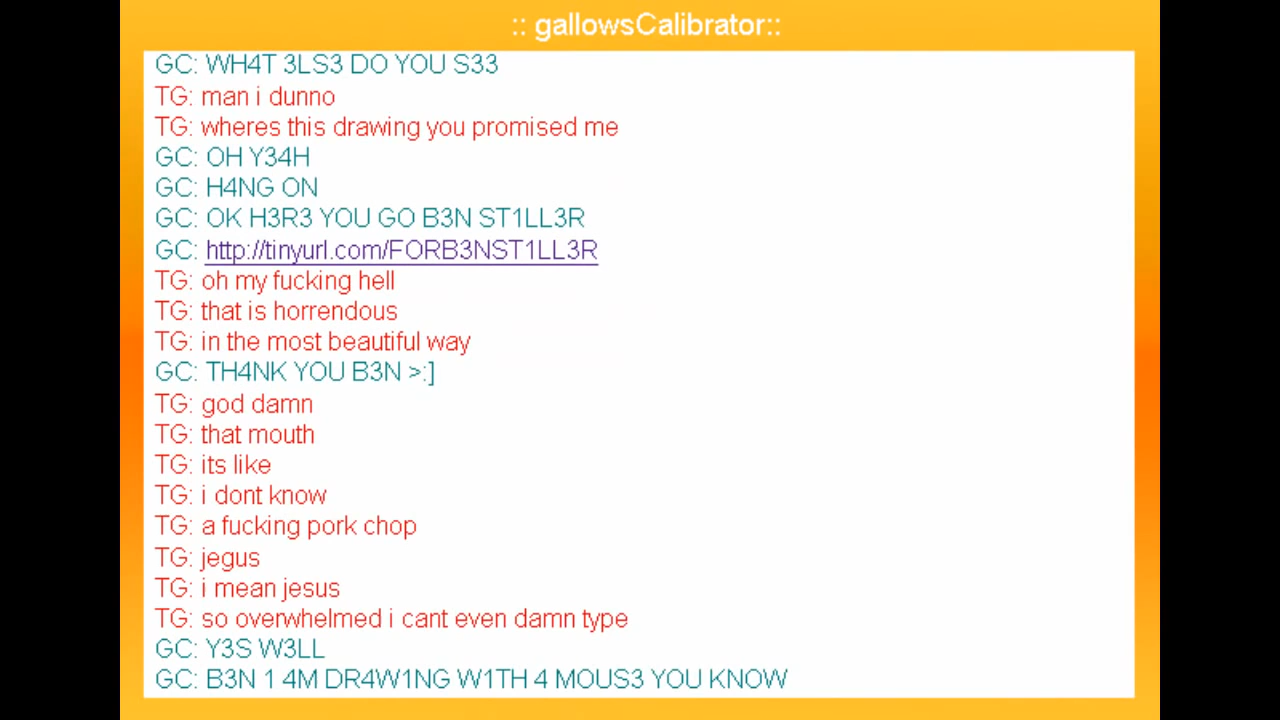 :: gallowsCalibrator::
GC: WH4T 3LS3 DO YOU S33
TG: man i dunno
TG: wheres this drawing you promised me
GC: OH Y34H
GC: H4NG ON
GC: OK H3R3 YOU GO B3N ST1LL3R
GC: http://tinyurl.com/FORB3NST1LL3R
TG: oh my fucking hell
TG: that is horrendous
TG: in the most beautiful way
GC: TH4NK YOU B3N >:]
TG: god damn
TG: that mouth
TG: its like
TG: i dont know
TG: a fucking pork chop
TG: jegus
TG: i mean jesus
TG: so overwhelmed i cant even damn type
GC: Y3S W3LL
GC: B3N 1 4M DR4W1NG W1TH 4 MOUS3 YOU KNOW